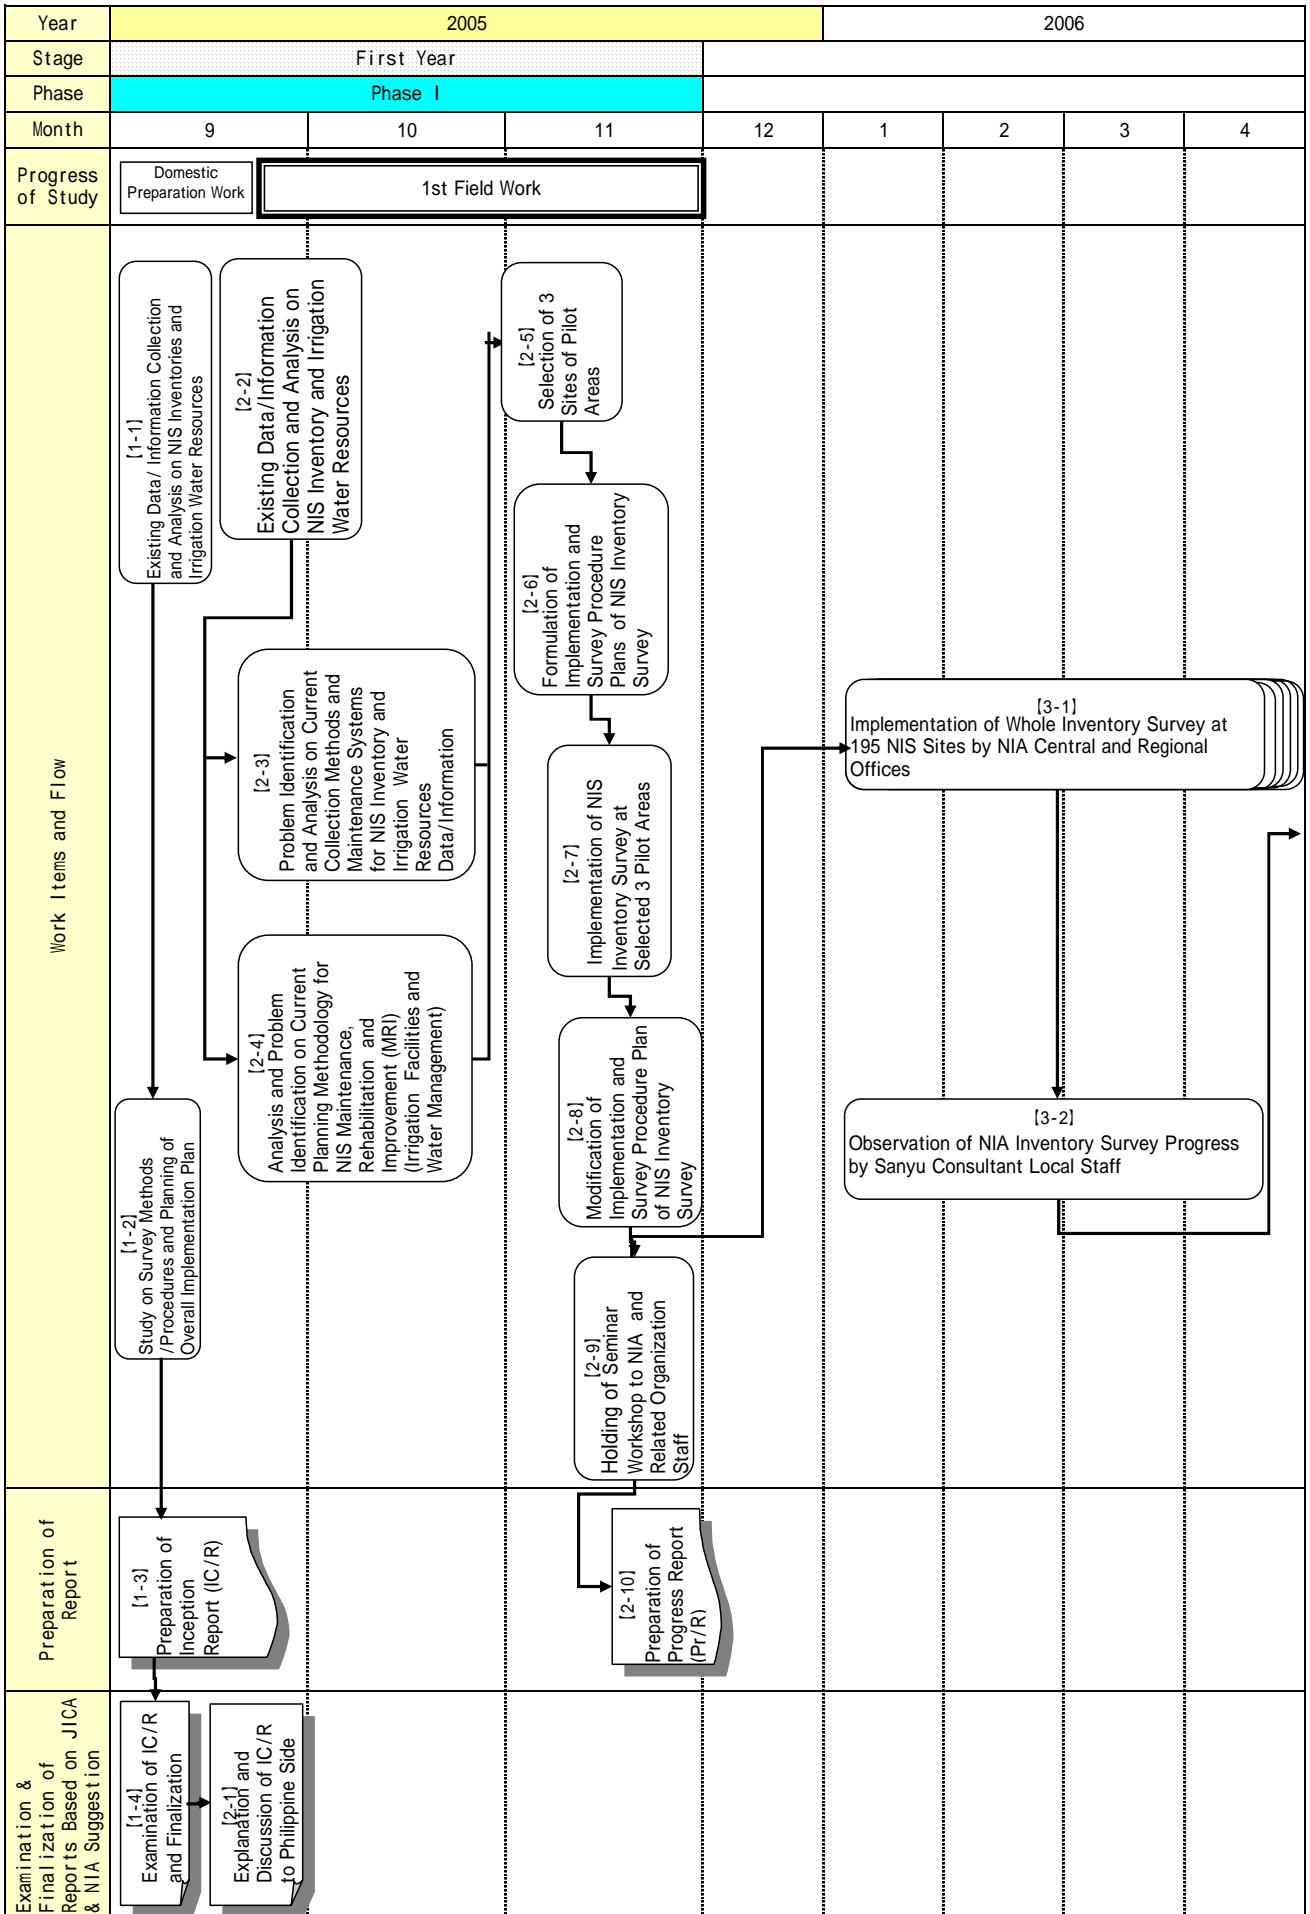 Year
2005
2006
Stage
First Year
Phase
Phase I
Month
9
10
11
12
1
2
3
4
Progress
of Study
Domestic
Preparation Work
1st Field Work
Work Items and Flow
[1-1]
Existing Data/ Information Collection
and Analysis on NIS Inventories and
Irrigation Water Resources
[2-2]
Existing Data/Information
Collection and Analysis on
NIS Inventory and Irrigation
Water Resources
[2-5]
Selection of 3
Sites of Pilot
Areas
[2-6]
Formulation of
Implementation and
Survey Procedure
Plans of NIS Inventory
Survey
[2-3]
Problem Identification
and Analysis on Current
Collection Methods and
Maintenance Systems
for NIS Inventory and
Irrigation Water
Resources
Data/Information
[2-7]
Implementation of NIS
Inventory Survey at
Selected 3 Pilot Areas
[3-1]
Implementation of Whole Inventory Survey at
195 NIS Sites by NIA Central and Regional
Offices
[2-4]
Analysis and Problem
Identification on Current
Planning Methodology for
NIS Maintenance,
Rehabilitation and
Improvement (MRI)
(Irrigation Facilities and
Water Management)
[2-8]
Modification of
Implementation and
Survey Procedure Plan
of NIS Inventory
Survey
[3-2]
Observation of NIA Inventory Survey Progress
by Sanyu Consultant Local Staff
[1-2]
Study on Survey Methods
/Procedures and Planning of
Overall Implementation Plan
[2-9]
Holding of Seminar
Workshop to NIA and
Related Organization
Staff
Preparation of
Report
[1-3]
Preparation of
Inception
Report (IC/R)
[2-10]
Preparation of
Progress Report
(Pr/R)
Examination &
Finalization of
Reports Based on JICA
& NIA Suggestion
[1-4]
Examination of IC/R
and Finalization
[2-1]
Explanation and
Discussion of IC/R
to Philippine Side